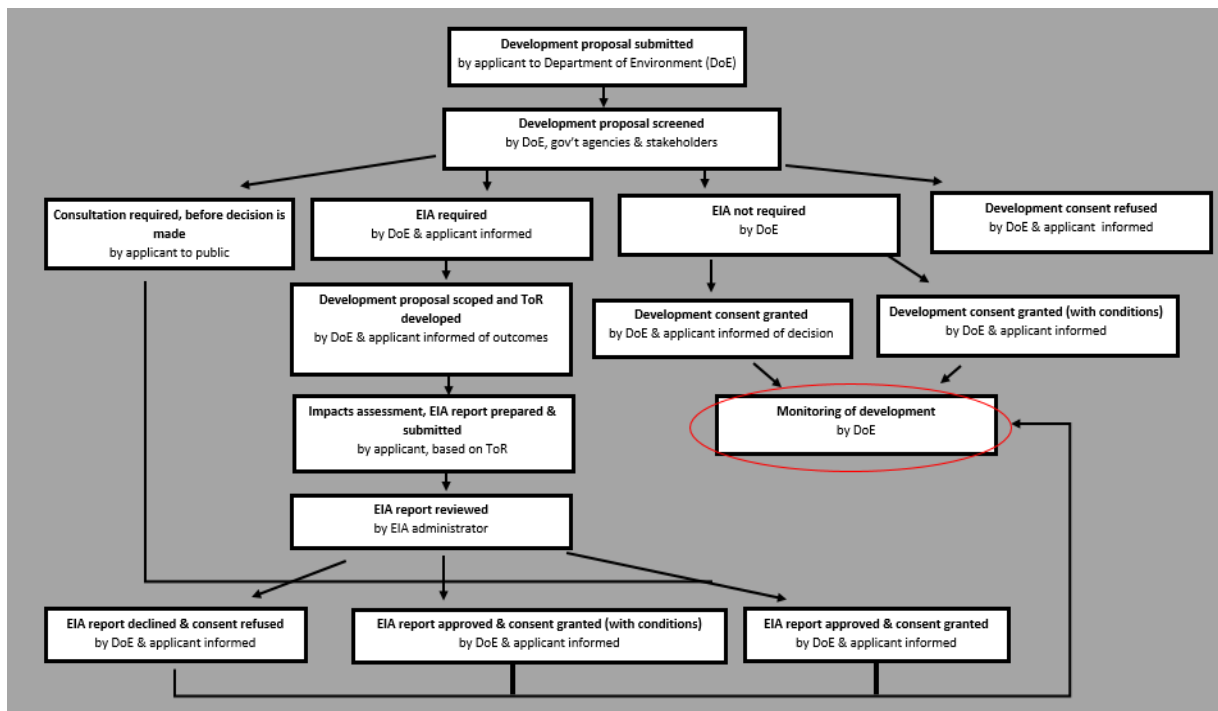 Development proposal submitted
by applicant to Department of Environment (DoE)
Development proposal screened
by DoE, gov't agencies & stakeholders
Consultation required, before decision is
made
by applicant to public
EIA required
by DoE & applicant informed
EIA not required
by DoE
Development consent refused
by DoE & applicant informed
Development proposal scoped and ToR
developed
by DoE & applicant informed of outcomes
Development consent granted
by DoE & applicant informed of decision
Development consent granted (with conditions)
by DoE & applicant informed
Impacts assessment, EIA report prepared &
submitted
by applicant, based on ToR
Monitoring of development
by DoE
EIA report reviewed
by EIA administrator
EIA report declined & consent refused
by DoE & applicant informed
EIA report approved & consent granted (with conditions)
by DoE & applicant informed
EIA report approved & consent granted
by DoE & applicant informed